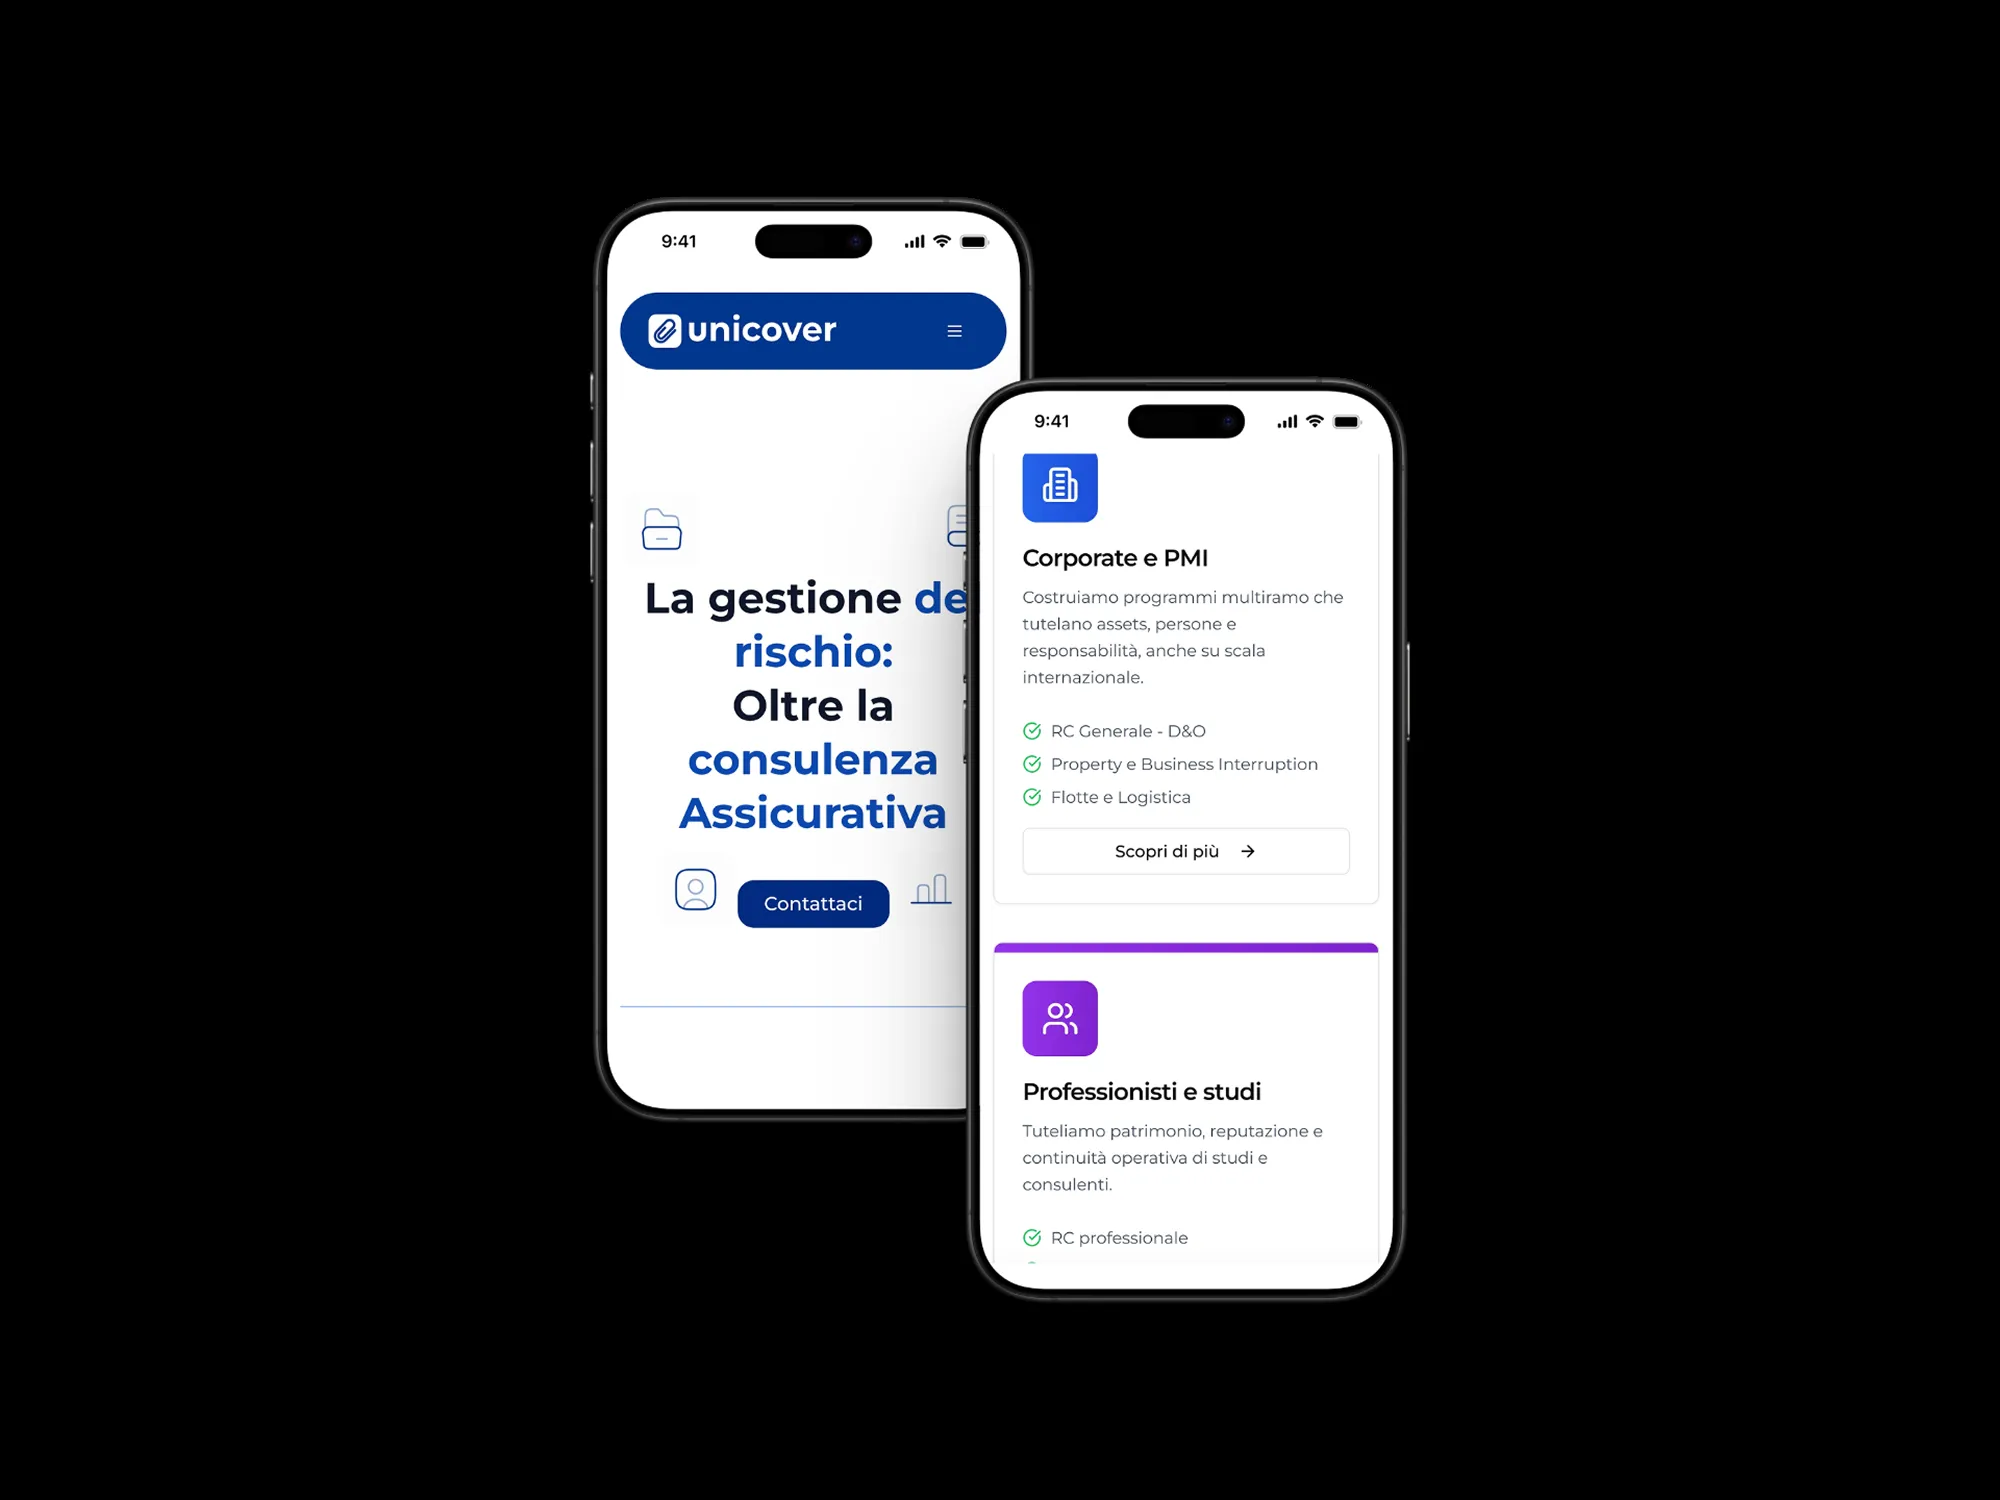 9:41
unicover
La gestione
rischio:
Oltre la
consulenza
Assicurativa
Contattaci
9:41
Corporate e PMI
Costruiamo programmi multiramo che
tutelano assets, persone e
responsabilità, anche su scala
internazionale.
RC Generale - D&O
Property e Business Interruption
Flotte e Logistica
Scopri di più
Professionisti e studi
Tuteliamo patrimonio, reputazione e
continuità operativa di studi e
consulenti.
RC professionale